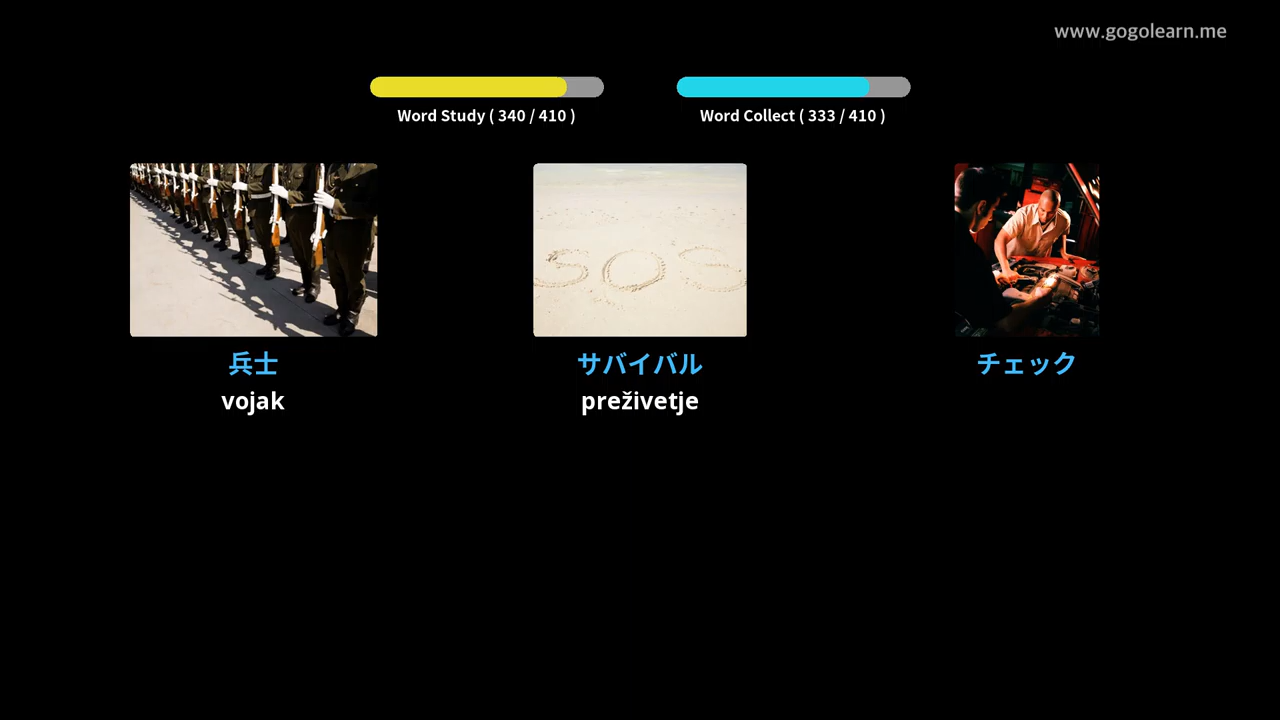 www.gogolearn.me
Word Study ( 340 / 410 )
Word Collect ( 333 / 410 )
SOS
兵士
サバイバル
チェック
vojak
preživetje